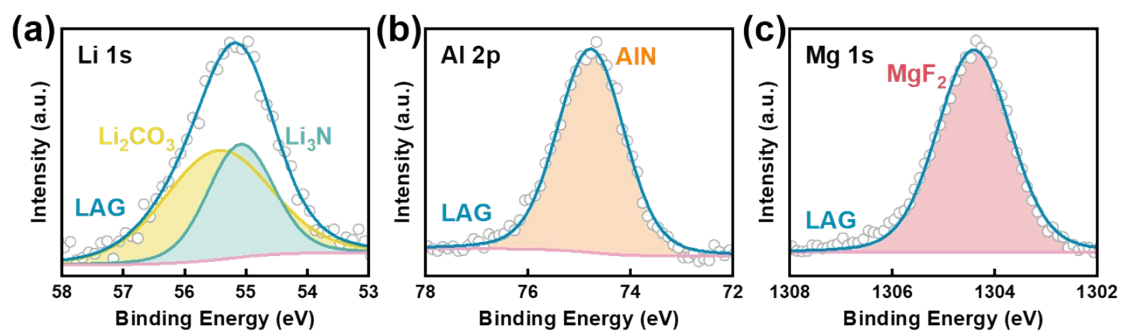 (a)
Li 1s
Li₂CO₃
Li₃N
LAG
Intensity (a.u.)
58 57 56 55 54 53
Binding Energy (eV)
(b)
Al 2p
AlN
LAG
Intensity (a.u.)
78 76 74 72
Binding Energy (eV)
(c)
Mg 1s
MgF₂
LAG
Intensity (a.u.)
1308 1306 1304 1302
Binding Energy (eV)